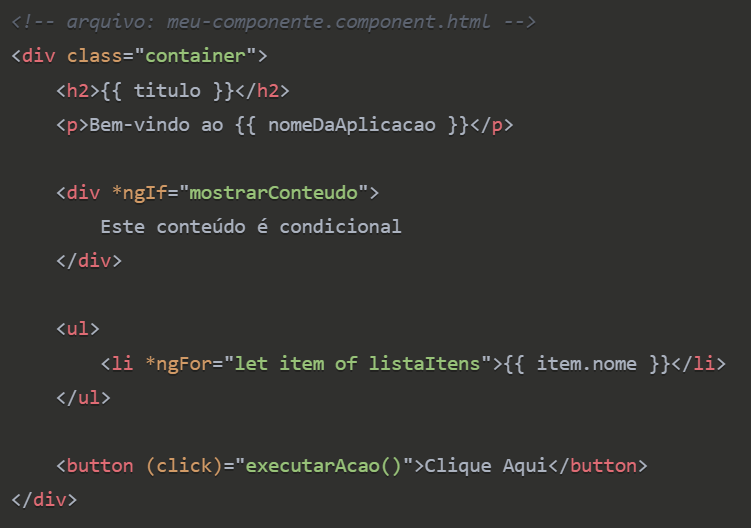 <!-- arquivo: meu-componente.component.html -->
<div class="container">
    <h2>{{ titulo }}</h2>
    <p>Bem-vindo ao {{ nomeDaAplicacao }}</p>

    <div *ngIf="mostrarConteudo">
        Este conteúdo é condicional
    </div>

    <ul>
        <li *ngFor="let item of listaItens">{{ item.nome }}</li>
    </ul>

    <button (click)="executarAcao()">Clique Aqui</button>
</div>